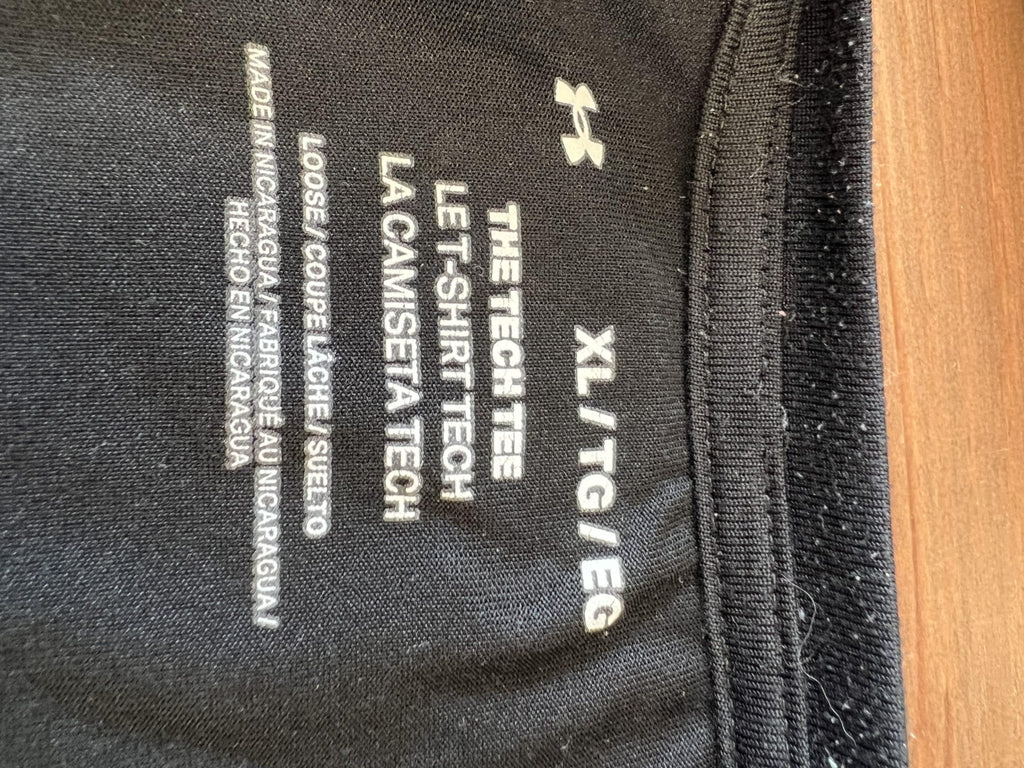 XL / TG / EG
THE TECH TEE
LE T-SHIRT TECH
LA CAMISETA TECH
LOOSE / COUPE LÂCHE / SUELTO
MADE IN NICARAGUA / FABRIQUÉ AU NICARAGUA /
HECHO EN NICARAGUA